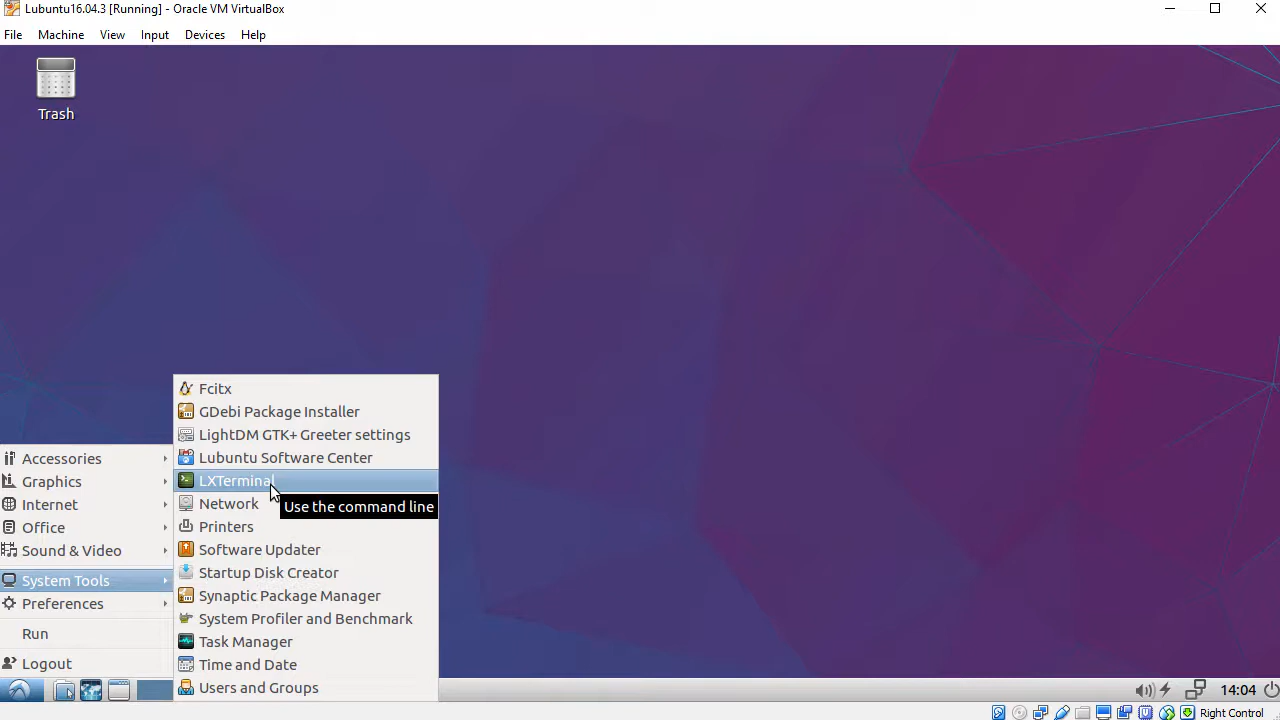 Lubuntu16.04.3 [Running] - Oracle VM VirtualBox
File Machine View Input Devices Help
Trash
Fcitx
GDebi Package Installer
LightDM GTK+ Greeter settings
Lubuntu Software Center
LXTerminal
Network
Use the command line
Printers
Software Updater
Startup Disk Creator
Synaptic Package Manager
System Profiler and Benchmark
Task Manager
Time and Date
Users and Groups
Accessories
Graphics
Internet
Office
Sound & Video
System Tools
Preferences
Run
Logout
14:04
Right Control